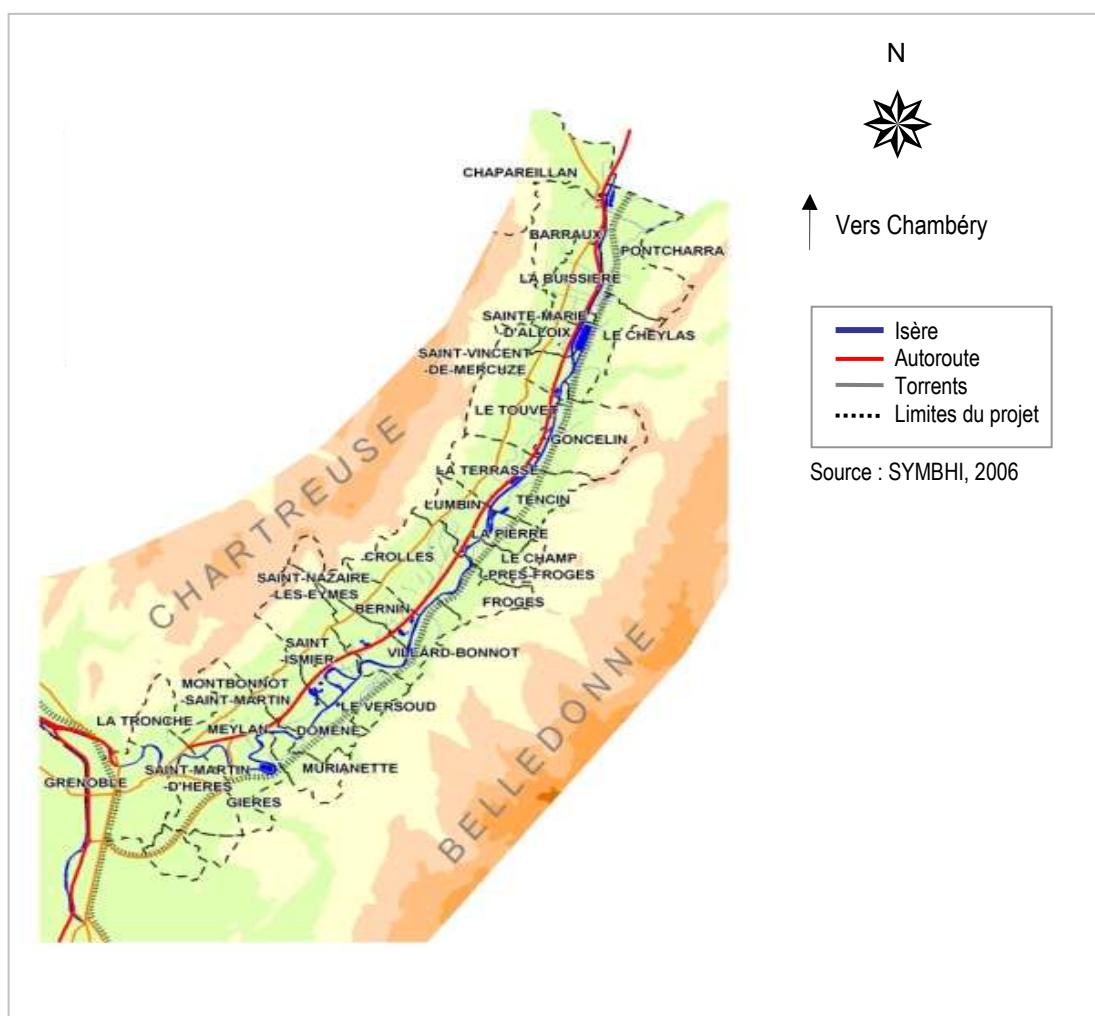 N
Vers Chambéry
Isère
Autoroute
Torrents
Limites du projet
Source : SYMBHI, 2006
CHAPAREILLAN
BARRAUX
PONTCHARRA
LA BUISSIERE
SAINTE-MARIE
D'ALLOIX
LE CHEYLAS
SAINT-VINCENT
-DE-MERCUZE
LE TOUVET
GONCELIN
LA TERRASSE
LUMBIN
TENCIN
LA PIERRE
CROLLES
LE CHAMP
-PRES-FROGES
SAINT-NAZAIRE
-LES-EYMES
FROGES
BERNIN
SAINT
-ISMIER
VILLARD-BONNOT
MONTBONNOT
-SAINT-MARTIN
LE VERSOUD
LA TRONCHE
MEYLAN
DOMENE
SAINT-MARTIN
-D'HERES
MURIANETTE
GRENOBLE
GIERES
CHARTREUSE
BELLEDONNE